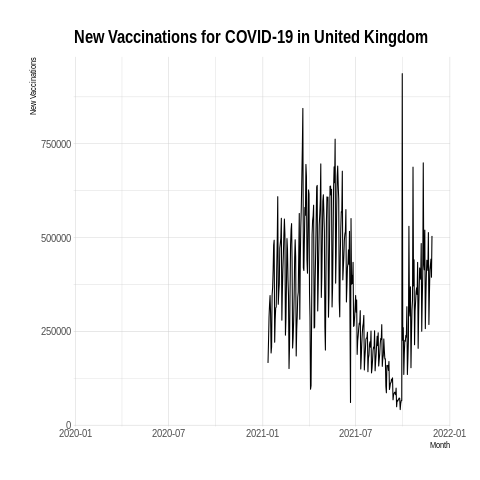 New Vaccinations for COVID-19 in United Kingdom
New Vaccinations
750000
500000
250000
0
2020-01 2020-07 2021-01 2021-07 2022-01
Month